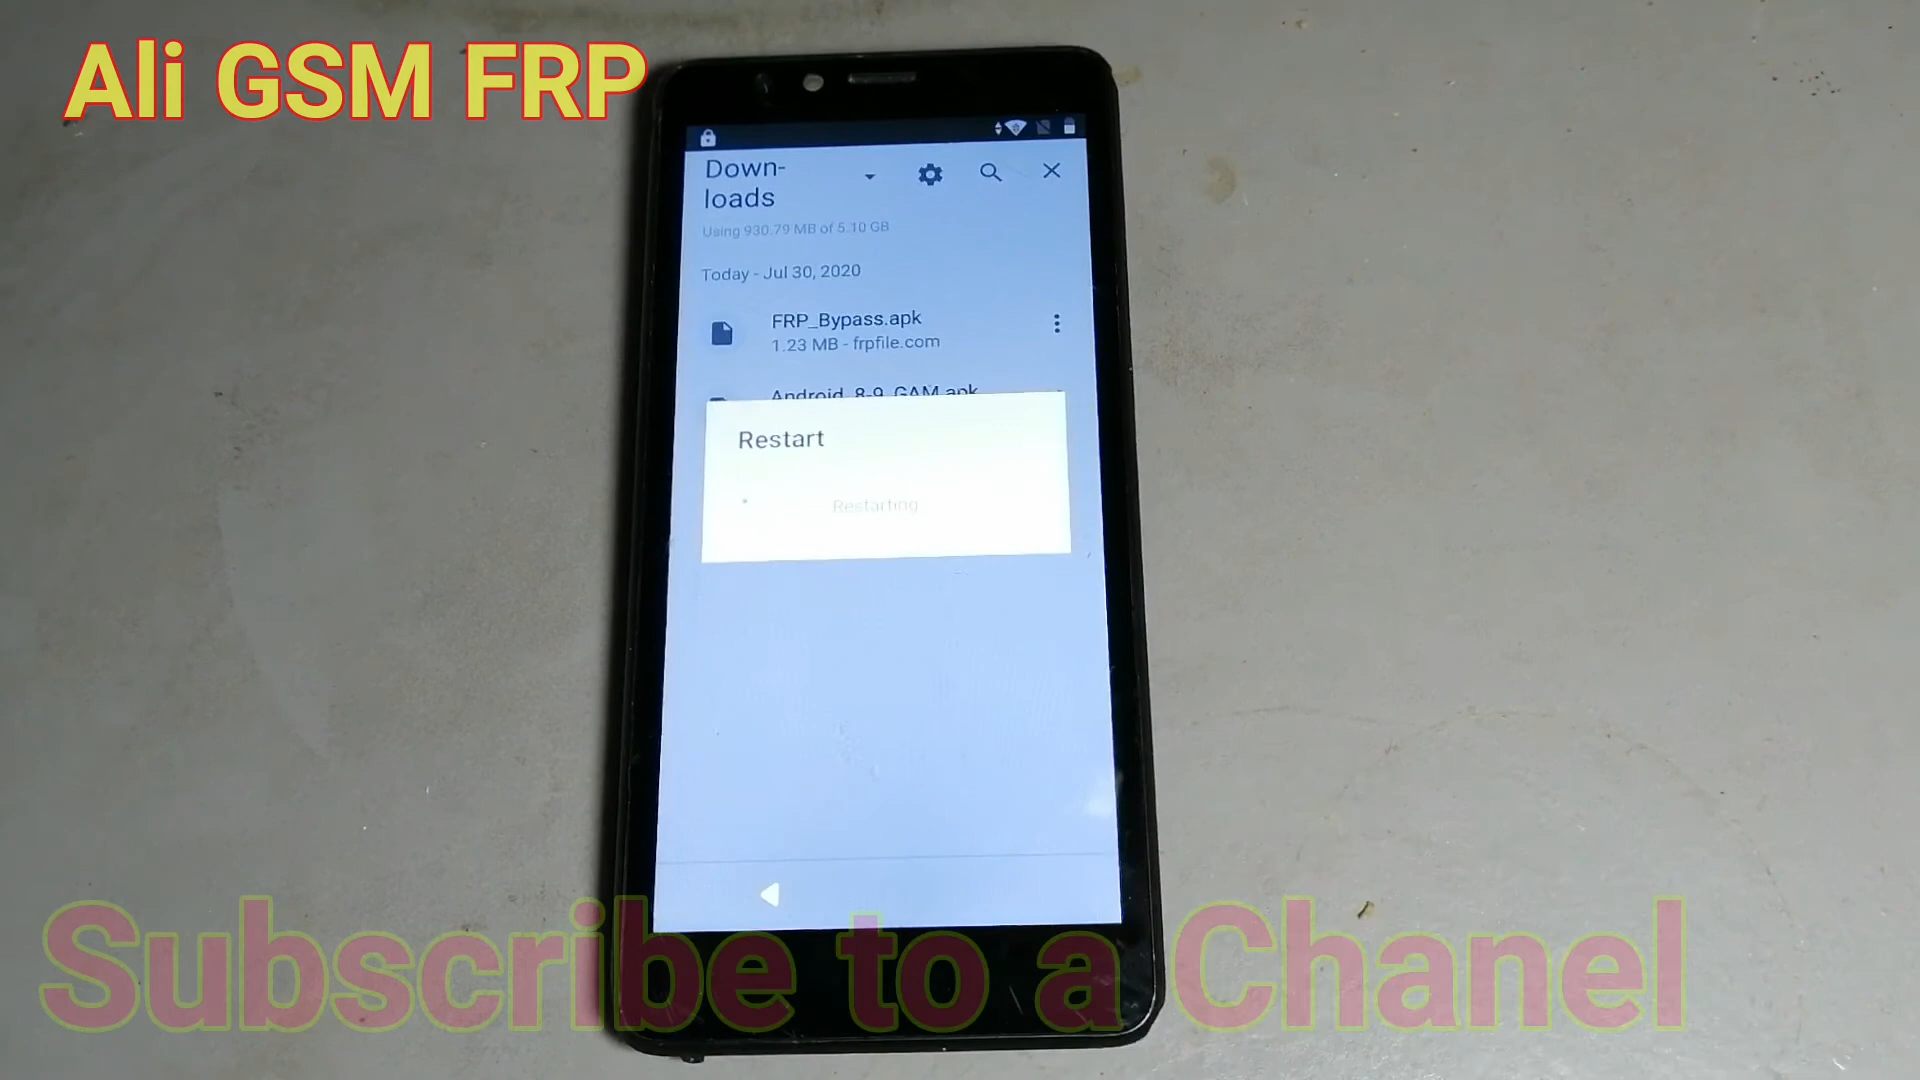 Ali GSM FRP
Down-
loads
Using 930.79 MB of 5.10 GB
Today - Jul 30, 2020
FRP_Bypass.apk
1.23 MB - frpfile.com
Android_8-9_GAM.apk
Restart
Restarting
Subscribe to a Chanel